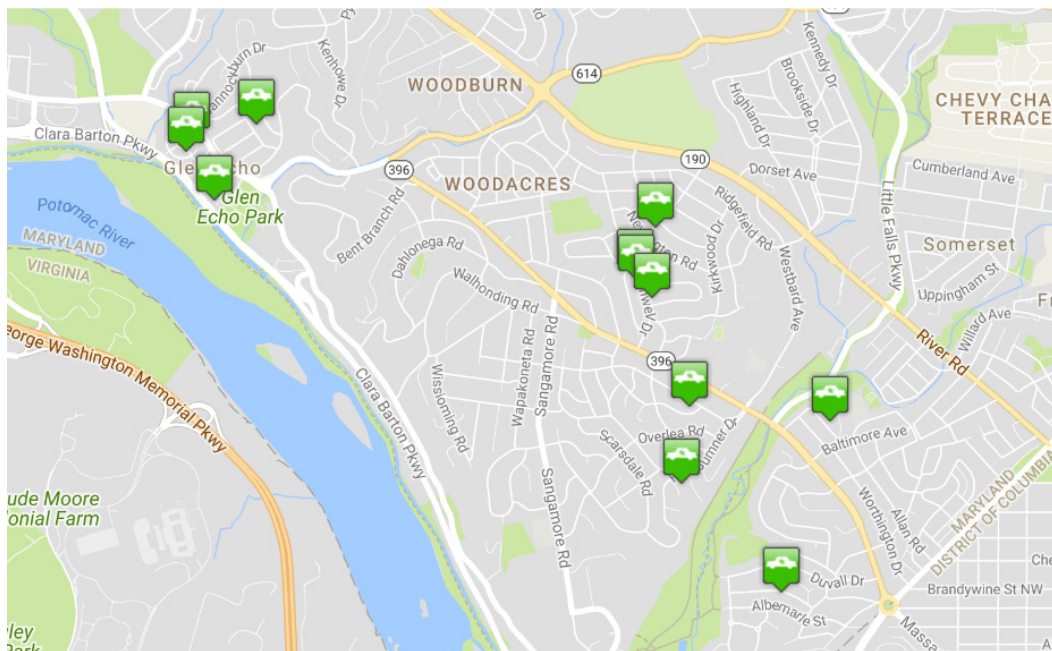 614
WOODBURN
Kenhowe Dr
Kennedy Dr
Brookside Dr
Highland Dr
CHEVY CHA
TERRACE
Clara Barton Pkwy
190
396
Dorset Ave
Cumberland Ave
WOODACRES
Glen
Echo Park
Potomac River
MARYLAND
VIRGINIA
Bent Branch Rd
Dahlonega Rd
Walhonding Rd
Kirkwood Dr
Ridgefield Rd
Westbard Ave
Little Falls Pkwy
Somerset
Uppingham St
Willard Ave
River Rd
eorge Washington Memorial Pkwy
Clara Barton Pkwy
Wissioming Rd
Wapakoneta Rd
Sangamore Rd
396
Overlea Rd
Sumner Dr
Scarsdale Rd
Baltimore Ave
Sangamore Rd
MARYLAND
DISTRICT OF COLUMBIA
Allan Rd
Worthington Dr
ude Moore
onial Farm
Duvall Dr
Brandywine St NW
Albemarle St
Massa
Park